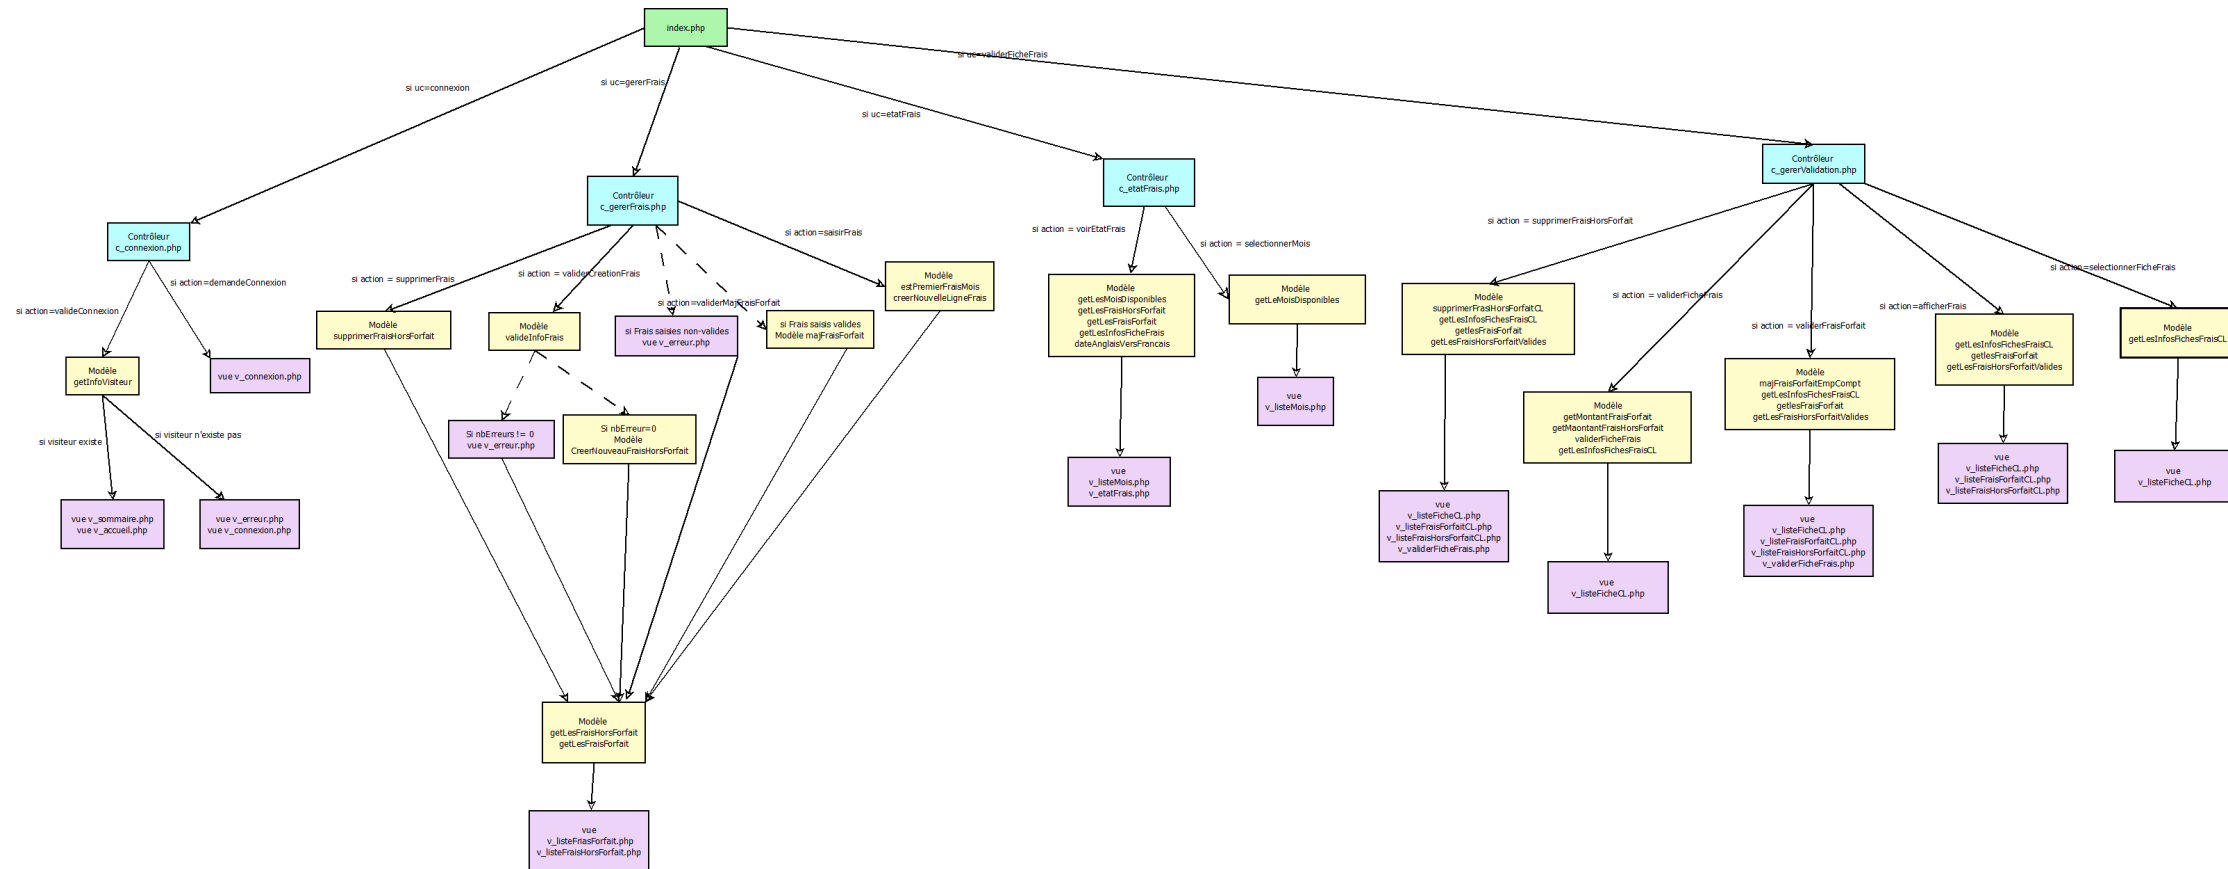 index.php
si uc=validerFicheFrais
si uc=gererFrais
si uc=connexion
si uc=etatFrais
Contrôleur
c_gererValidation.php
Contrôleur
c_etatFrais.php
Contrôleur
c_gererFrais.php
Contrôleur
c_connexion.php
si action=saisirFrais
si action = voirEtatFrais
si action = selectionnerMois
si action = supprimerFraisHorsForfait
si action=selectionnerFicheFrais
si action = supprimerFrais
si action = validerCreationFrais
si action=demandeConnexion
si action=valideConnexion
si action=validerMajFraisForfait
si action = validerFicheFrais
si action=afficherFrais
si action = validerFraisForfait
Modèle
estPremierFraisMois
creerNouvelleLigneFrais
Modèle
getLesMoisDisponibles
getLesFraisHorsForfait
getLesFraisForfait
getLesInfosFicheFrais
dateAnglaisVersFrancais
Modèle
getLesMoisDisponibles
Modèle
supprimerFraisHorsForfaitCL
getLesInfosFichesFraisCL
getlesFraisForfait
getLesFraisHorsForfaitValides
Modèle
supprimerFraisHorsForfait
Modèle
valideInfoFrais
si Frais saisies non-valides
vue v_erreur.php
si Frais saisis valides
Modèle majFraisForfait
Modèle
getLesInfosFichesFraisCL
getlesFraisForfait
getLesFraisHorsForfaitValides
Modèle
getLesInfosFichesFraisCL
Modèle
getInfoVisiteur
vue v_connexion.php
Modèle
majFraisForfaitEmpCompt
getLesInfosFichesFraisCL
getlesFraisForfait
getLesFraisHorsForfaitValides
vue
v_listeMois.php
Modèle
getMontantFraisForfait
getMaontantFraisHorsForfait
validerFicheFrais
getLesInfosFichesFraisCL
si visiteur existe
si visiteur n'existe pas
Si nbErreurs != 0
vue v_erreur.php
Si nbErreur=0
Modèle
CreerNouveauFraisHorsForfait
vue
v_listeMois.php
v_etatFrais.php
vue
v_listeFicheCL.php
v_listeFraisForfaitCL.php
v_listeFraisHorsForfaitCL.php
vue
v_listeFicheCL.php
vue v_sommaire.php
vue v_accueil.php
vue v_erreur.php
vue v_connexion.php
vue
v_listeFicheCL.php
v_listeFraisForfaitCL.php
v_listeFraisHorsForfaitCL.php
v_validerFicheFrais.php
vue
v_listeFicheCL.php
v_listeFraisForfaitCL.php
v_listeFraisHorsForfaitCL.php
v_validerFicheFrais.php
vue
v_listeFicheCL.php
Modèle
getLesFraisHorsForfait
getLesFraisForfait
vue
v_listeFriasForfait.php
v_listeFraisHorsForfait.php